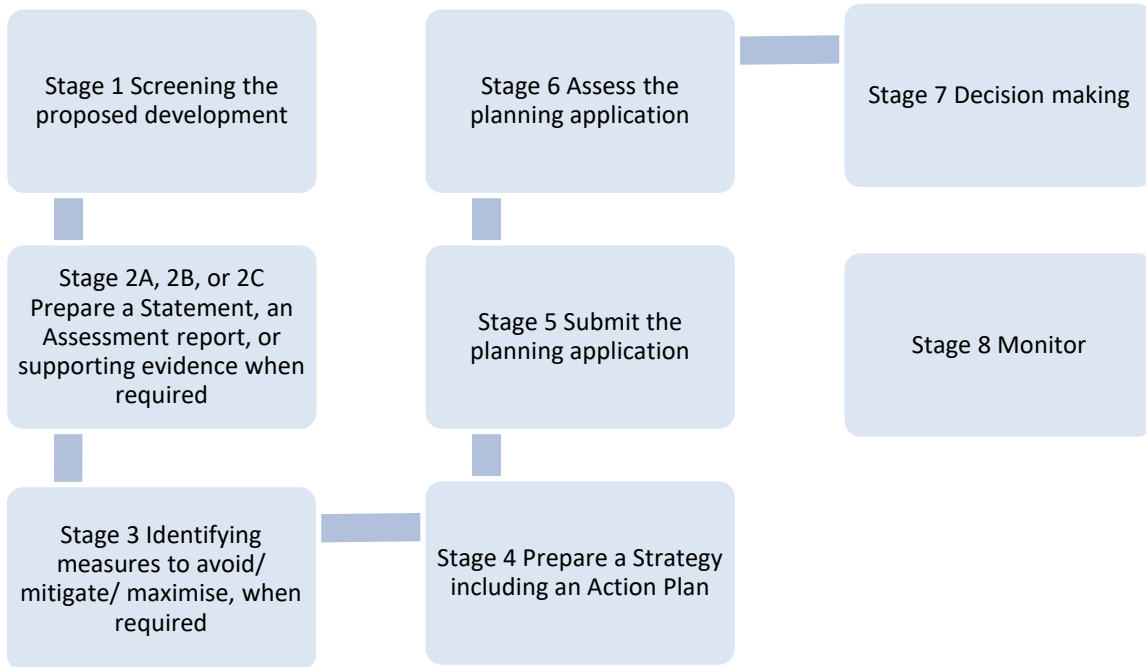 Stage 1 Screening the
proposed development
Stage 2A, 2B, or 2C
Prepare a Statement, an
Assessment report, or
supporting evidence when
required
Stage 3 Identifying
measures to avoid/
mitigate/ maximise, when
required
Stage 4 Prepare a Strategy
including an Action Plan
Stage 5 Submit the
planning application
Stage 6 Assess the
planning application
Stage 7 Decision making
Stage 8 Monitor